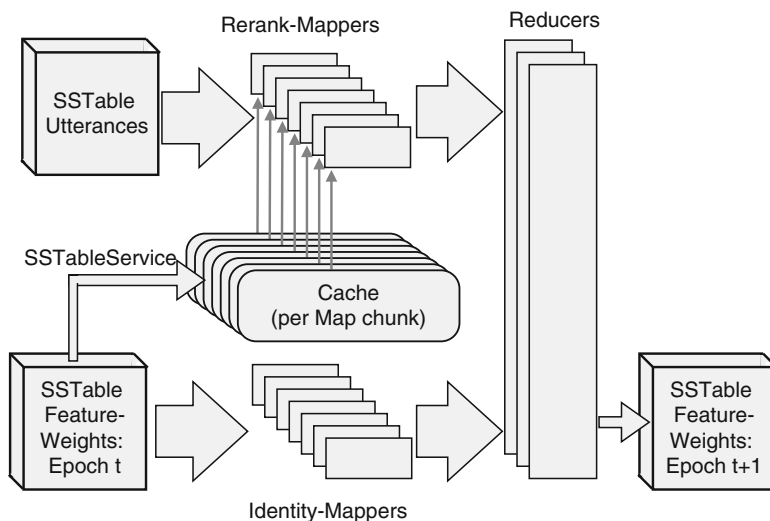 Rerank-Mappers
Reducers
SSTable
Utterances
SSTableService
Cache
(per Map chunk)
SSTable
Feature-
Weights:
Epoch t
SSTable
Feature-
Weights:
Epoch t+1
Identity-Mappers